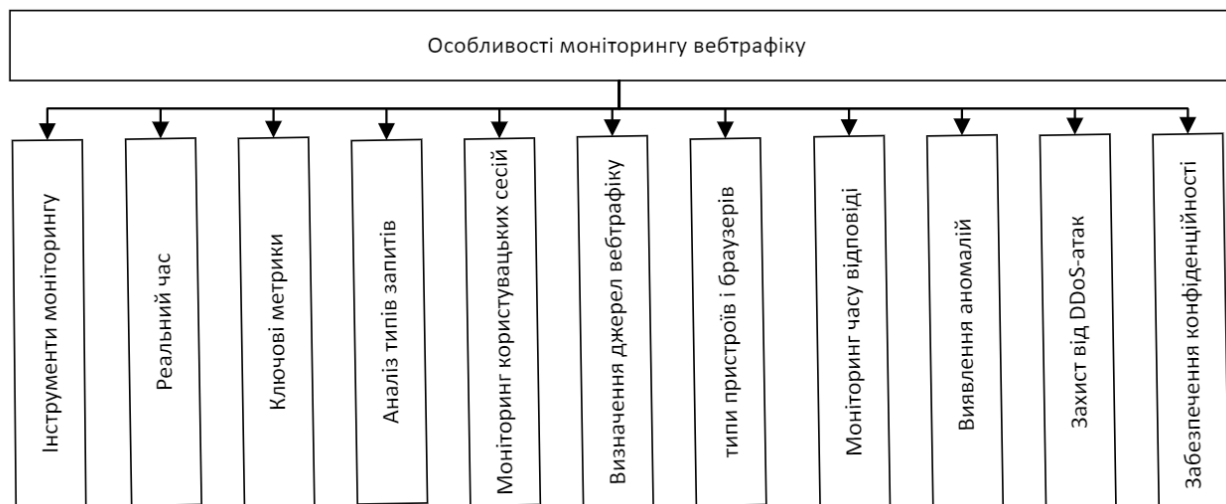 Особливості моніторингу вебтрафіку
Інструменти моніторингу
Реальний час
Ключові метрики
Аналіз типів запитів
Моніторинг користувацьких сесій
Визначення джерел вебтрафіку
типи пристроїв і браузерів
Моніторинг часу відповіді
Виявлення аномалій
Захист від DDoS-атак
Забезпечення конфіденційності